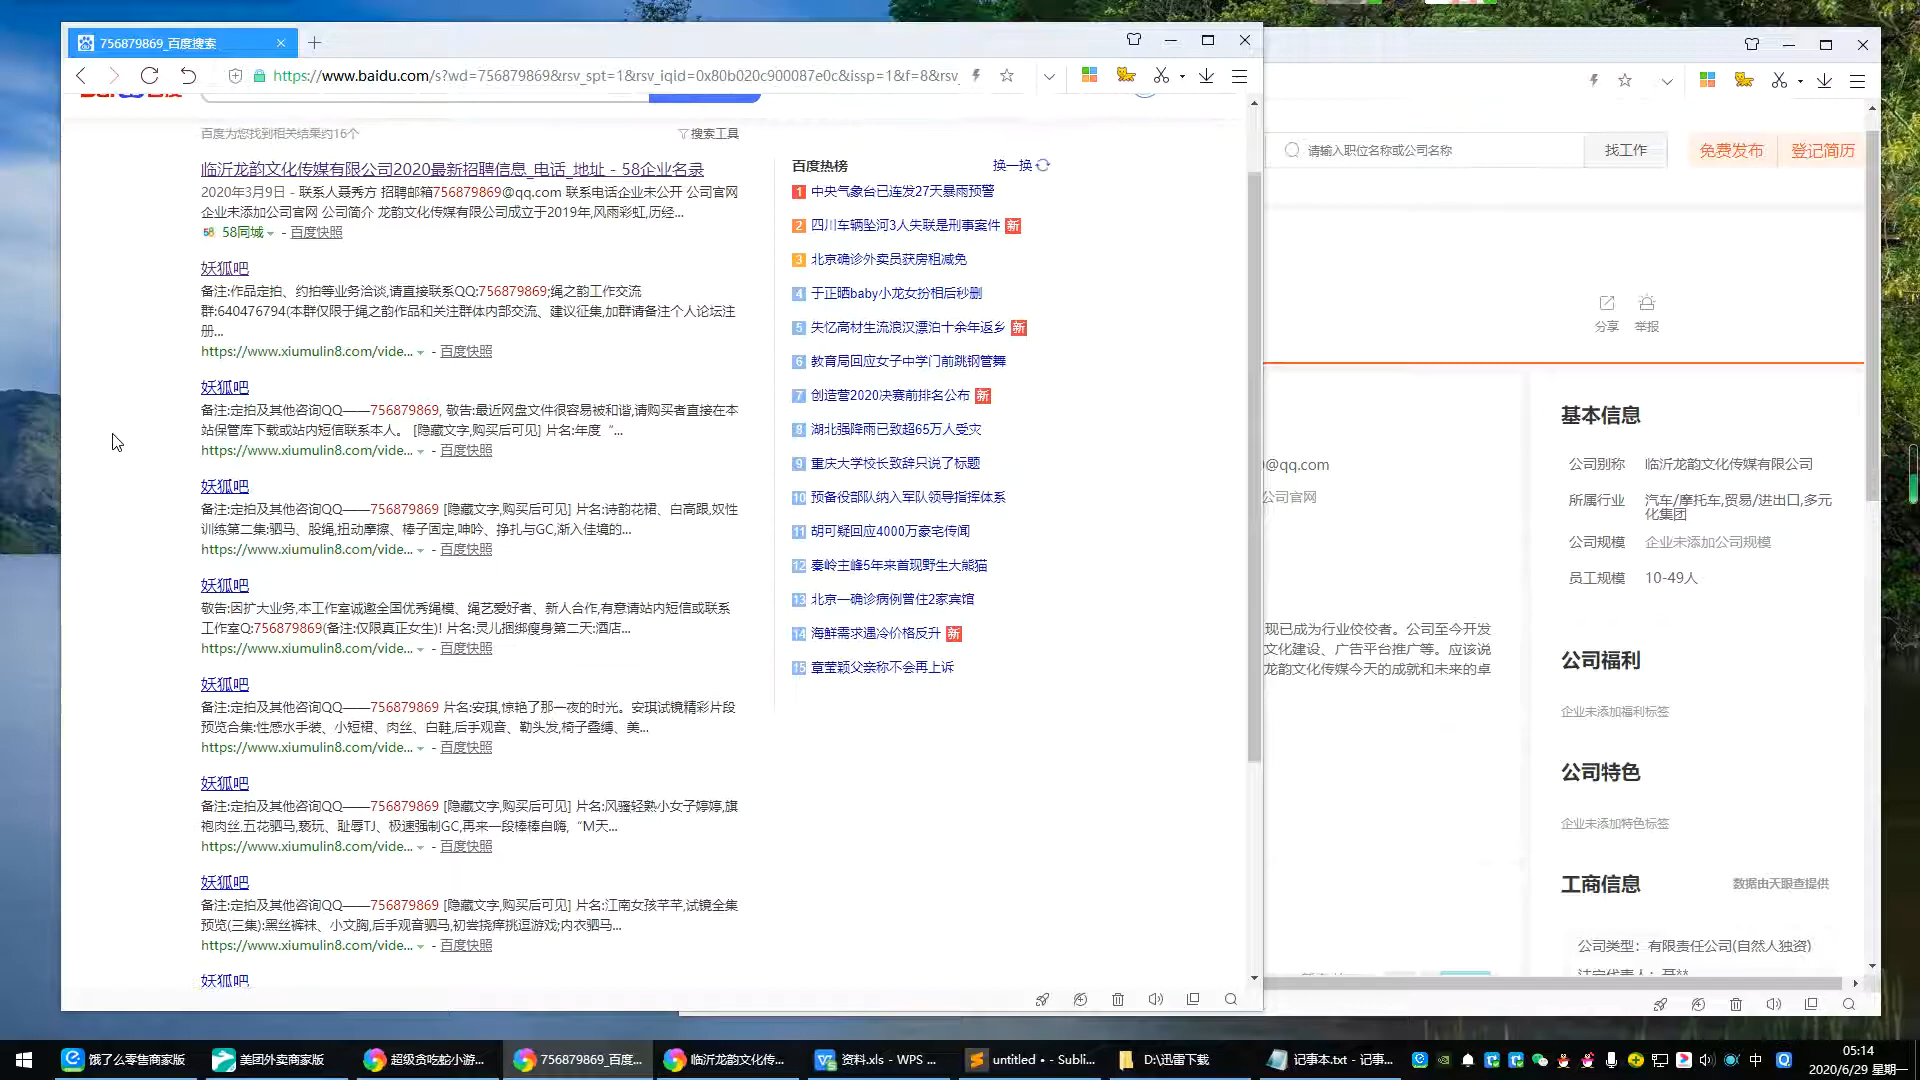 756879869_百度搜索
https://www.baidu.com/s?wd=756879869&rsv_spt=1&rsv_iqid=0x80b020c900087e0c&issp=1&f=8&rsv_
百度为您找到相关结果约16个
搜索工具
临沂龙韵文化传媒有限公司2020最新招聘信息_电话_地址 - 58企业名录
2020年3月9日 - 联系人聂秀方 招聘邮箱756879869@qq.com 联系电话企业未公开 公司官网
企业未添加公司官网 公司简介 龙韵文化传媒有限公司成立于2019年,风雨彩虹,历经...
58同城 - 百度快照
妖狐吧
备注:作品定拍、约拍等业务洽谈,请直接联系QQ:756879869;绳之韵工作交流
群:640476794(本群仅限于绳之韵作品和关注群体内部交流、建议征集,加群请备注个人论坛注
册...
https://www.xiumulin8.com/vide... - 百度快照
妖狐吧
备注:定拍及其他咨询QQ——756879869, 敬告:最近网盘文件很容易被和谐,请购买者直接在本
站保管库下载或站内短信联系本人。 [隐藏文字,购买后可见] 片名:年度“...
https://www.xiumulin8.com/vide... - 百度快照
妖狐吧
备注:定拍及其他咨询QQ——756879869 [隐藏文字,购买后可见] 片名:诗韵花裙、白高跟,奴性
训练第二集:驷马、股绳,扭动摩擦、棒子固定,呻吟、挣扎与GC,渐入佳境的...
https://www.xiumulin8.com/vide... - 百度快照
妖狐吧
敬告:因扩大业务,本工作室诚邀全国优秀绳模、绳艺爱好者、新人合作,有意请站内短信或联系
工作室Q:756879869(备注:仅限真正女生)! 片名:灵儿捆绑瘦身第二天:酒店...
https://www.xiumulin8.com/vide... - 百度快照
妖狐吧
备注:定拍及其他咨询QQ——756879869 片名:安琪,惊艳了那一夜的时光。安琪试镜精彩片段
预览合集:性感水手装、小短裙、肉丝、白鞋,后手观音、勒头发,椅子叠缚、美...
https://www.xiumulin8.com/vide... - 百度快照
妖狐吧
备注:定拍及其他咨询QQ——756879869 [隐藏文字,购买后可见] 片名:风骚轻熟小女子婷婷,旗
袍肉丝,五花驷马,亵玩、耻辱TJ、极速强制GC,再来一段棒棒自嗨,“M天...
https://www.xiumulin8.com/vide... - 百度快照
妖狐吧
备注:定拍及其他咨询QQ——756879869 [隐藏文字,购买后可见] 片名:江南女孩芊芊,试镜全集
预览(三集):黑丝裤袜、小文胸,后手观音驷马,初尝挠痒挑逗游戏;内衣驷马...
https://www.xiumulin8.com/vide... - 百度快照
妖狐吧
百度热榜
换一换
1 中央气象台已连发27天暴雨预警
2 四川车辆坠河3人失联是刑事案件 新
3 北京确诊外卖员获房租减免
4 于正晒baby小龙女扮相后秒删
5 失忆高材生流浪汉漂泊十余年返乡 新
6 教育局回应女子中学门前跳钢管舞
7 创造营2020决赛前排名公布 新
8 湖北强降雨已致超65万人受灾
9 重庆大学校长致辞只说了标题
10 预备役部队纳入军队领导指挥体系
11 胡可疑回应4000万豪宅传闻
12 秦岭主峰5年来首现野生大熊猫
13 北京一确诊病例曾住2家宾馆
14 海鲜需求遇冷价格反升 新
15 章莹颖父亲称不会再上诉
请输入职位名称或公司名称
找工作
免费发布
登记简历
分享
举报
@qq.com
公司官网
现已成为行业佼佼者。公司至今开发
文化建设、广告平台推广等。应该说
龙韵文化传媒今天的成就和未来的卓
基本信息
公司别称 临沂龙韵文化传媒有限公司
所属行业 汽车/摩托车,贸易/进出口,多元
化集团
公司规模 企业未添加公司规模
员工规模 10-49人
公司福利
企业未添加福利标签
公司特色
企业未添加特色标签
工商信息
数据由天眼查提供
公司类型： 有限责任公司(自然人独资)
饿了么零售商家版
美团外卖商家版
超级贪吃蛇小游...
756879869_百度...
临沂龙韵文化传...
资料.xls - WPS ...
untitled • - Subli...
D:\迅雷下载
记事本.txt - 记事...
中
05:14
2020/6/29 星期一